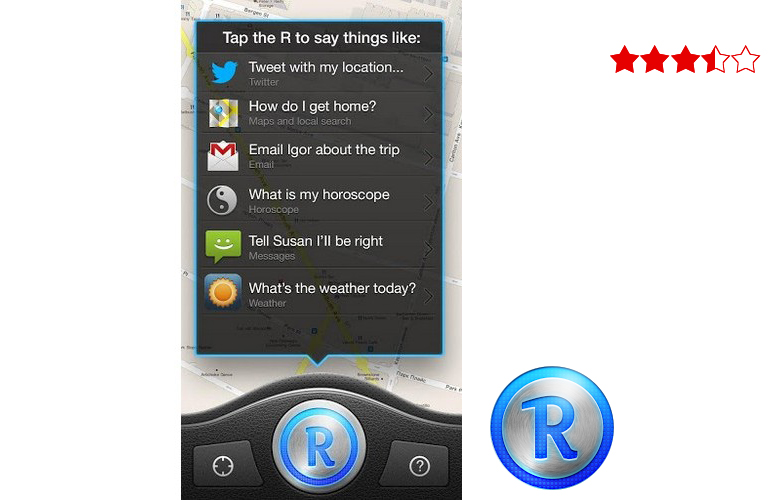 Bergen St
Tap the R to say things like:
Tweet with my location...
Twitter
How do I get home?
Maps and local search
Email Igor about the trip
Email
What is my horoscope
Horoscope
Tell Susan I'll be right
Messages
What's the weather today?
Weather
R
?
R